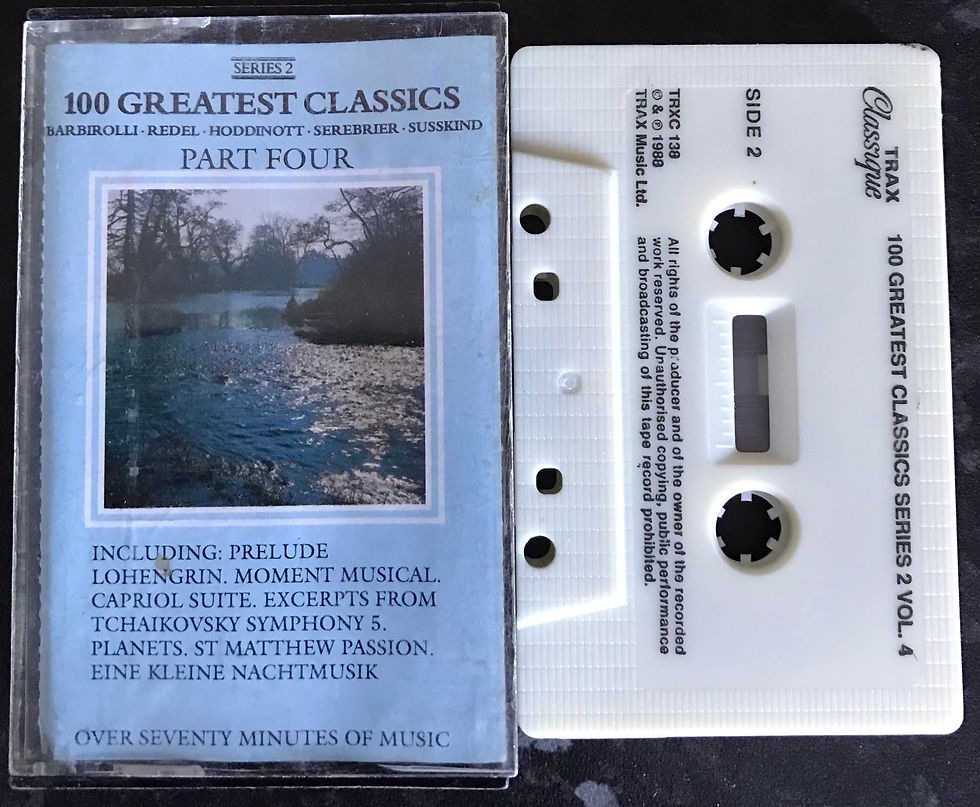 SERIES 2
100 GREATEST CLASSICS
BARBIROLLI · REDEL · HODDINOTT · SEREBRIER · SUSSKIND
PART FOUR
INCLUDING: PRELUDE
LOHENGRIN. MOMENT MUSICAL.
CAPRIOL SUITE. EXCERPTS FROM
TCHAIKOVSKY SYMPHONY 5.
PLANETS. ST MATTHEW PASSION.
EINE KLEINE NACHTMUSIK
OVER SEVENTY MINUTES OF MUSIC
TRAX
Classique
100 GREATEST CLASSICS SERIES 2 VOL. 4
SIDE 2
TRXC 138
© & ℗ 1988
TRAX Music Ltd.
All rights of the producer and of the owner of the recorded
work reserved. Unauthorised copying, public performance
and broadcasting of this tape record prohibited.